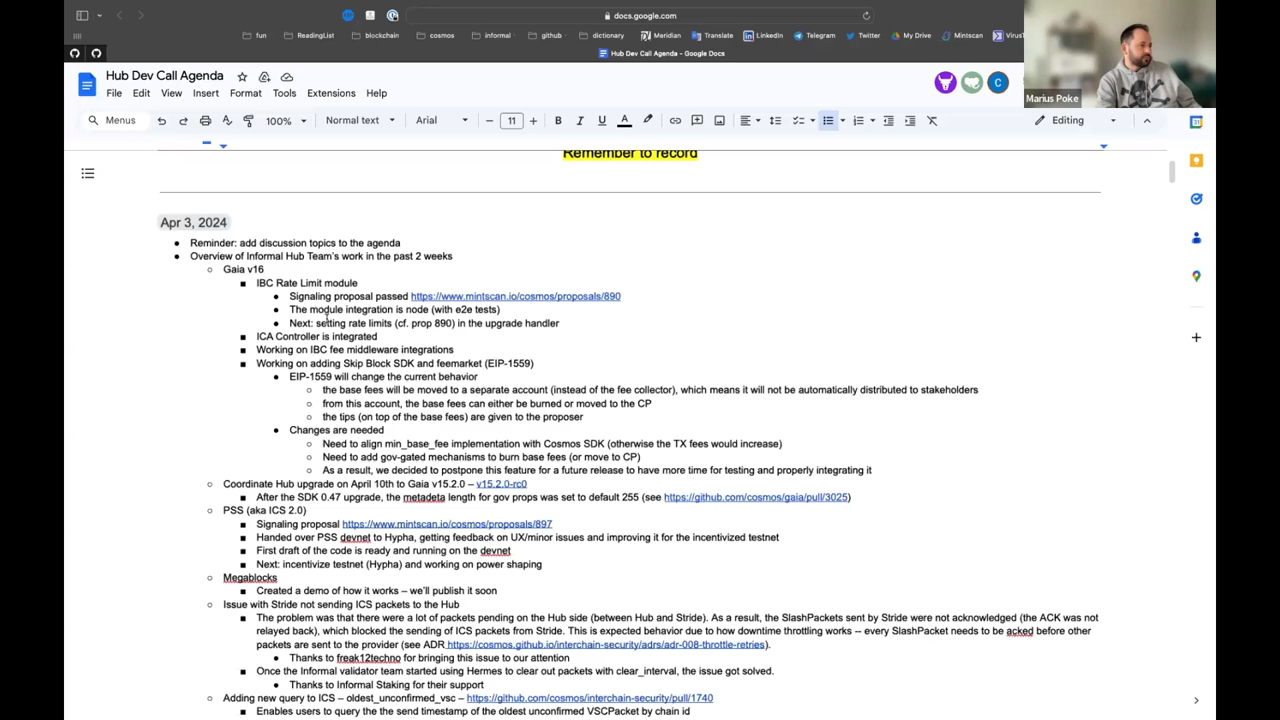 docs.google.com
fun ReadingList blockchain cosmos informal github dictionary Meridian LinkedIn Translate Telegram Twitter My Drive Mintscan
Hub Dev Call Agenda - Google Docs
Marius Poke
Hub Dev Call Agenda
File Edit View Insert Format Tools Extensions Help
C
Menus 100% Normal text Arial 11 B I U A Editing
Remember to record
Apr 3, 2024
Reminder: add discussion topics to the agenda
Overview of Informal Hub Team's work in the past 2 weeks
Gaia v16
IBC Rate Limit module
Signaling proposal passed https://www.mintscan.io/cosmos/proposals/890
The module integration is node (with e2e tests)
Next: setting rate limits (cf. prop 890) in the upgrade handler
ICA Controller is integrated
Working on IBC fee middleware integrations
Working on adding Skip Block SDK and feemarket (EIP-1559)
EIP-1559 will change the current behavior
the base fees will be moved to a separate account (instead of the fee collector), which means it will not be automatically distributed to stakeholders
from this account, the base fees can either be burned or moved to the CP
the tips (on top of the base fees) are given to the proposer
Changes are needed
Need to align min_base_fee implementation with Cosmos SDK (otherwise the TX fees would increase)
Need to add gov-gated mechanisms to burn base fees (or move to CP)
As a result, we decided to postpone this feature for a future release to have more time for testing and properly integrating it
Coordinate Hub upgrade on April 10th to Gaia v15.2.0 – v15.2.0-rc0
After the SDK 0.47 upgrade, the metadeta length for gov props was set to default 255 (see https://github.com/cosmos/gaia/pull/3025)
PSS (aka ICS 2.0)
Signaling proposal https://www.mintscan.io/cosmos/proposals/897
Handed over PSS devnet to Hypha, getting feedback on UX/minor issues and improving it for the incentivized testnet
First draft of the code is ready and running on the devnet
Next: incentivize testnet (Hypha) and working on power shaping
Megablocks
Created a demo of how it works – we'll publish it soon
Issue with Stride not sending ICS packets to the Hub
The problem was that there were a lot of packets pending on the Hub side (between Hub and Stride). As a result, the SlashPackets sent by Stride were not acknowledged (the ACK was
not relayed back), which blocked the sending of ICS packets from Stride. This is expected behavior due to how downtime throttling works -- every SlashPacket needs to be acked before other
packets are sent to the provider (see ADR https://cosmos.github.io/interchain-security/adrs/adr-008-throttle-retries).
Thanks to freak12techno for bringing this issue to our attention
Once the Informal validator team started using Hermes to clear out packets with clear_interval, the issue got solved.
Thanks to Informal Staking for their support
Adding new query to ICS – oldest_unconfirmed_vsc – https://github.com/cosmos/interchain-security/pull/1740
Enables users to query the the send timestamp of the oldest unconfirmed VSCPacket by chain id